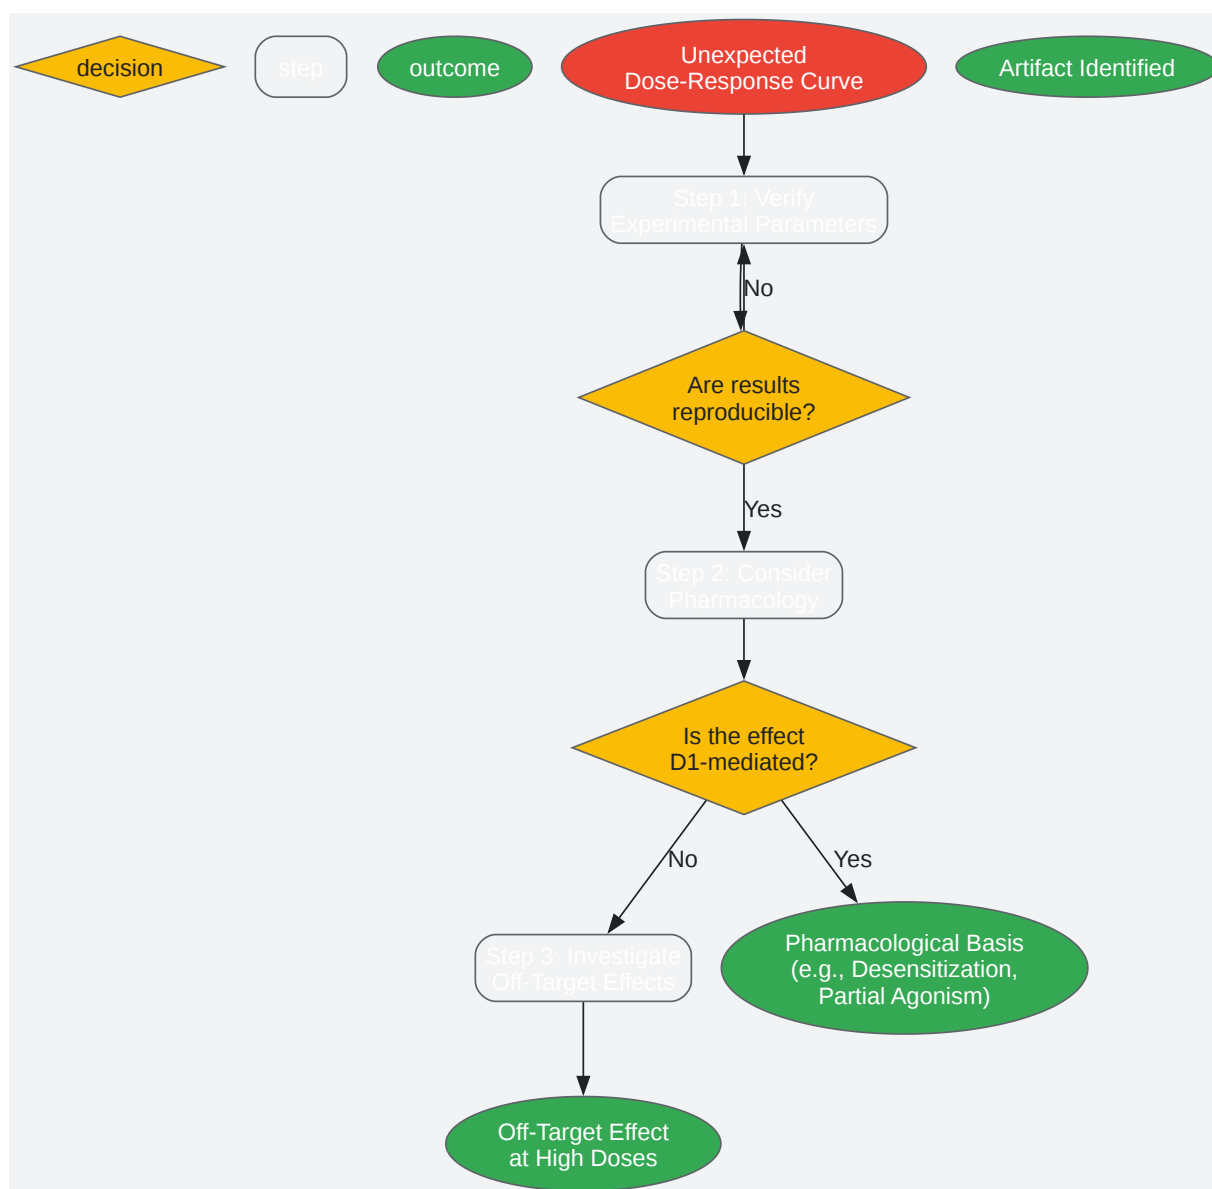 decision
step
outcome
Unexpected
Dose-Response Curve
Artifact Identified
Step 1: Verify
Experimental Parameters
No
Are results
reproducible?
Yes
Step 2: Consider
Pharmacology
Is the effect
D1-mediated?
No
Yes
Step 3: Investigate
Off-Target Effects
Pharmacological Basis
(e.g., Desensitization,
Partial Agonism)
Off-Target Effect
at High Doses